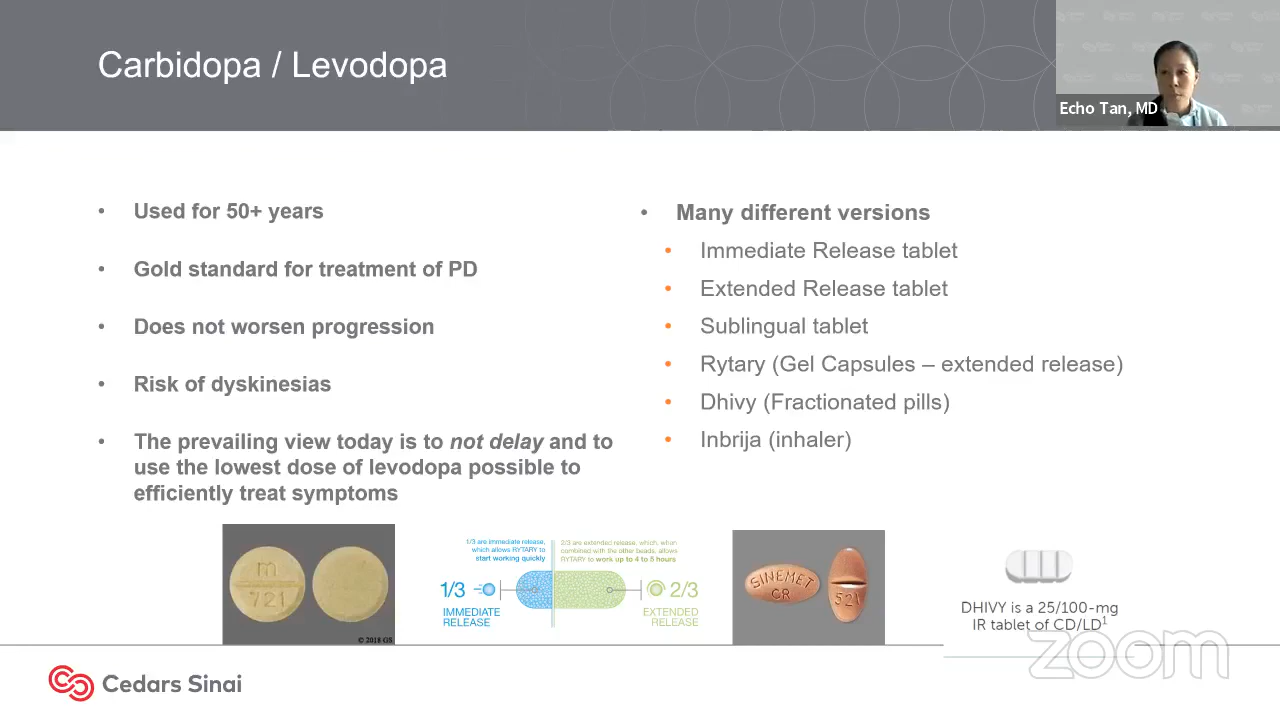 Carbidopa / Levodopa
Echo Tan, MD
• Used for 50+ years
• Gold standard for treatment of PD
• Does not worsen progression
• Risk of dyskinesias
• The prevailing view today is to not delay and to
use the lowest dose of levodopa possible to
efficiently treat symptoms
• Many different versions
• Immediate Release tablet
• Extended Release tablet
• Sublingual tablet
• Rytary (Gel Capsules – extended release)
• Dhivy (Fractionated pills)
• Inbrija (inhaler)
m
721
© 2018 GS
1/3 are immediate release,
which allows RYTARY to
start working quickly
2/3 are extended release, which, when
combined with the other beads, allows
RYTARY to work up to 4 to 5 hours
1/3
IMMEDIATE
RELEASE
2/3
EXTENDED
RELEASE
SINEMET
CR
521
DHIVY is a 25/100-mg
IR tablet of CD/LD1
zoom
Cedars Sinai